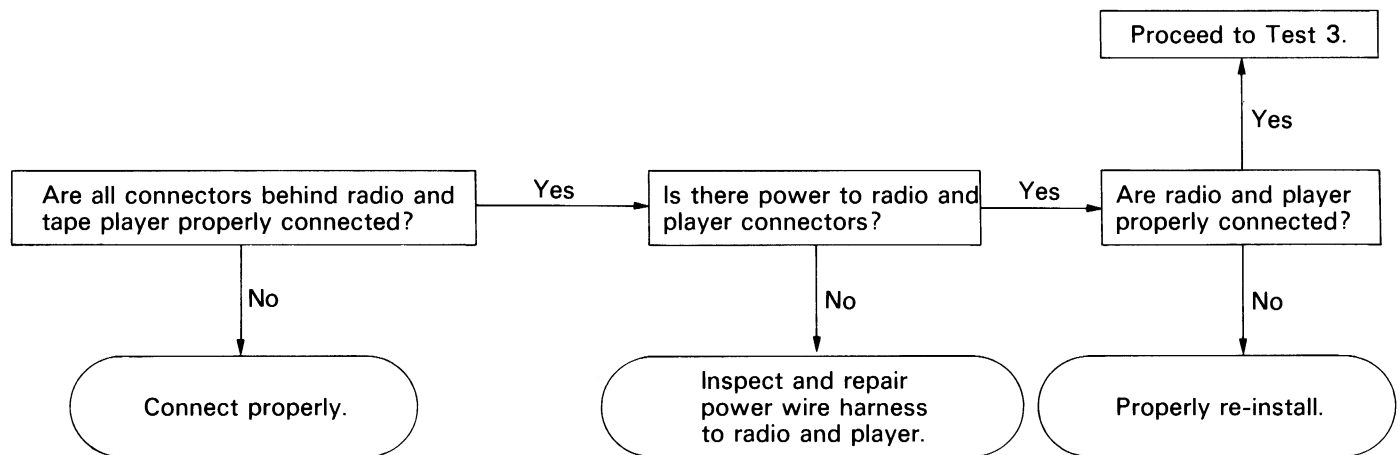 Proceed to Test 3.
Yes
Are all connectors behind radio and
tape player properly connected?
Yes
Is there power to radio and
player connectors?
Yes
Are radio and player
properly connected?
No
No
No
Connect properly.
Inspect and repair
power wire harness
to radio and player.
Properly re-install.